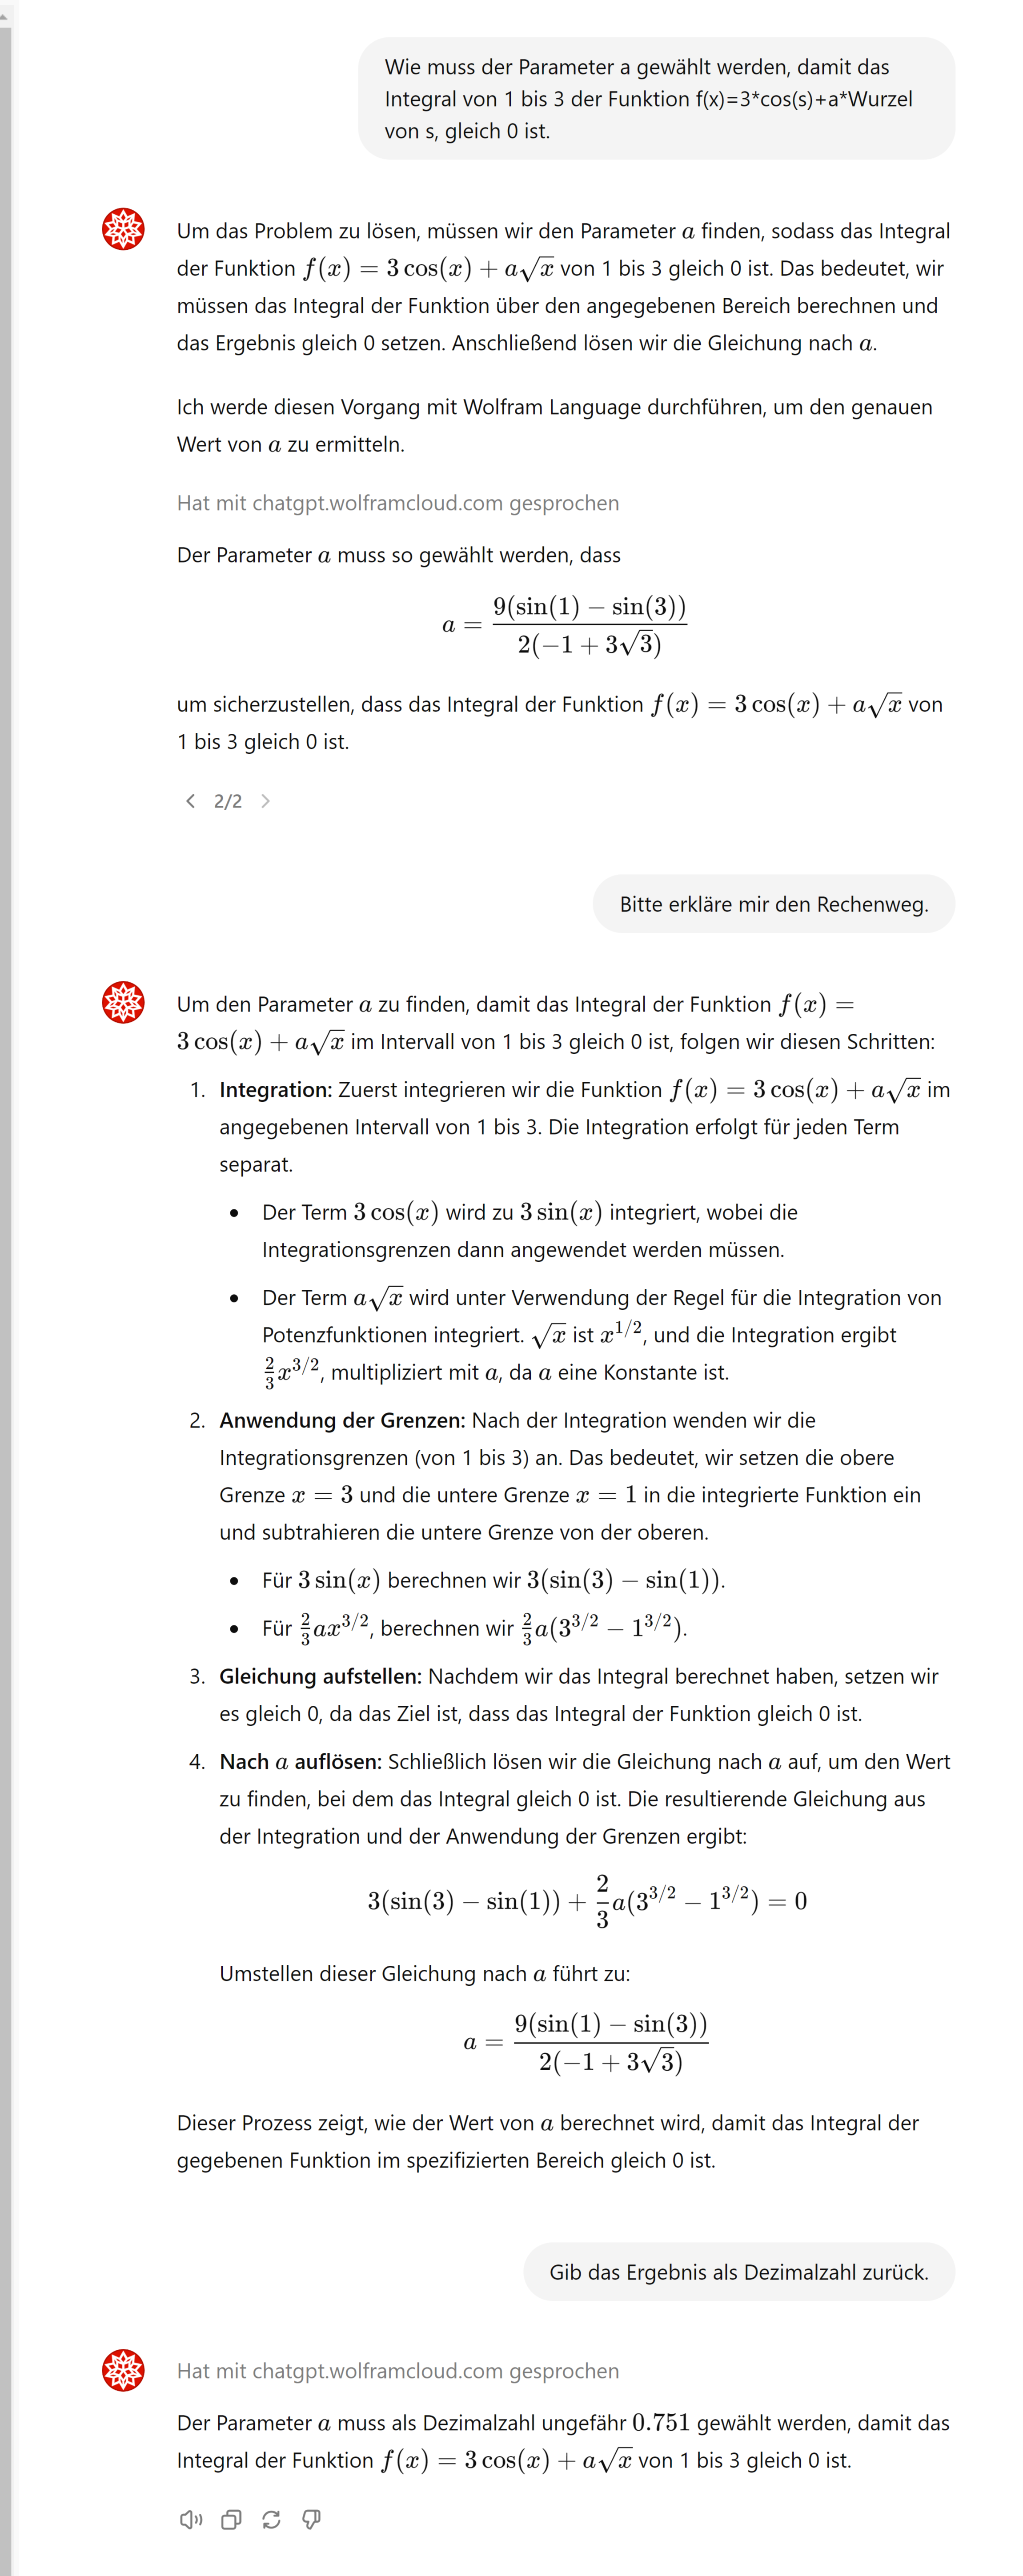 Wie muss der Parameter a gewählt werden, damit das
Integral von 1 bis 3 der Funktion f(x)=3*cos(s)+a*Wurzel
von s, gleich 0 ist.
Um das Problem zu lösen, müssen wir den Parameter a finden, sodass das Integral
der Funktion f(x) = 3 cos(x) + a√x von 1 bis 3 gleich 0 ist. Das bedeutet, wir
müssen das Integral der Funktion über den angegebenen Bereich berechnen und
das Ergebnis gleich 0 setzen. Anschließend lösen wir die Gleichung nach a.
Ich werde diesen Vorgang mit Wolfram Language durchführen, um den genauen
Wert von a zu ermitteln.
Hat mit chatgpt.wolframcloud.com gesprochen
Der Parameter a muss so gewählt werden, dass
a = 9(sin(1) − sin(3)) / 2(−1 + 3√3)
um sicherzustellen, dass das Integral der Funktion f(x) = 3 cos(x) + a√x von
1 bis 3 gleich 0 ist.
2/2
Bitte erkläre mir den Rechenweg.
Um den Parameter a zu finden, damit das Integral der Funktion f(x) =
3 cos(x) + a√x im Intervall von 1 bis 3 gleich 0 ist, folgen wir diesen Schritten:
1. Integration: Zuerst integrieren wir die Funktion f(x) = 3 cos(x) + a√x im
angegebenen Intervall von 1 bis 3. Die Integration erfolgt für jeden Term
separat.
• Der Term 3 cos(x) wird zu 3 sin(x) integriert, wobei die
Integrationsgrenzen dann angewendet werden müssen.
• Der Term a√x wird unter Verwendung der Regel für die Integration von
Potenzfunktionen integriert. √x ist x^{1/2}, und die Integration ergibt
2/3 x^{3/2}, multipliziert mit a, da a eine Konstante ist.
2. Anwendung der Grenzen: Nach der Integration wenden wir die
Integrationsgrenzen (von 1 bis 3) an. Das bedeutet, wir setzen die obere
Grenze x = 3 und die untere Grenze x = 1 in die integrierte Funktion ein
und subtrahieren die untere Grenze von der oberen.
• Für 3 sin(x) berechnen wir 3(sin(3) − sin(1)).
• Für 2/3 ax^{3/2}, berechnen wir 2/3 a(3^{3/2} − 1^{3/2}).
3. Gleichung aufstellen: Nachdem wir das Integral berechnet haben, setzen wir
es gleich 0, da das Ziel ist, dass das Integral der Funktion gleich 0 ist.
4. Nach a auflösen: Schließlich lösen wir die Gleichung nach a auf, um den Wert
zu finden, bei dem das Integral gleich 0 ist. Die resultierende Gleichung aus
der Integration und der Anwendung der Grenzen ergibt:
3(sin(3) − sin(1)) + 2/3 a(3^{3/2} − 1^{3/2}) = 0
Umstellen dieser Gleichung nach a führt zu:
a = 9(sin(1) − sin(3)) / 2(−1 + 3√3)
Dieser Prozess zeigt, wie der Wert von a berechnet wird, damit das Integral der
gegebenen Funktion im spezifizierten Bereich gleich 0 ist.
Gib das Ergebnis als Dezimalzahl zurück.
Hat mit chatgpt.wolframcloud.com gesprochen
Der Parameter a muss als Dezimalzahl ungefähr 0.751 gewählt werden, damit das
Integral der Funktion f(x) = 3 cos(x) + a√x von 1 bis 3 gleich 0 ist.